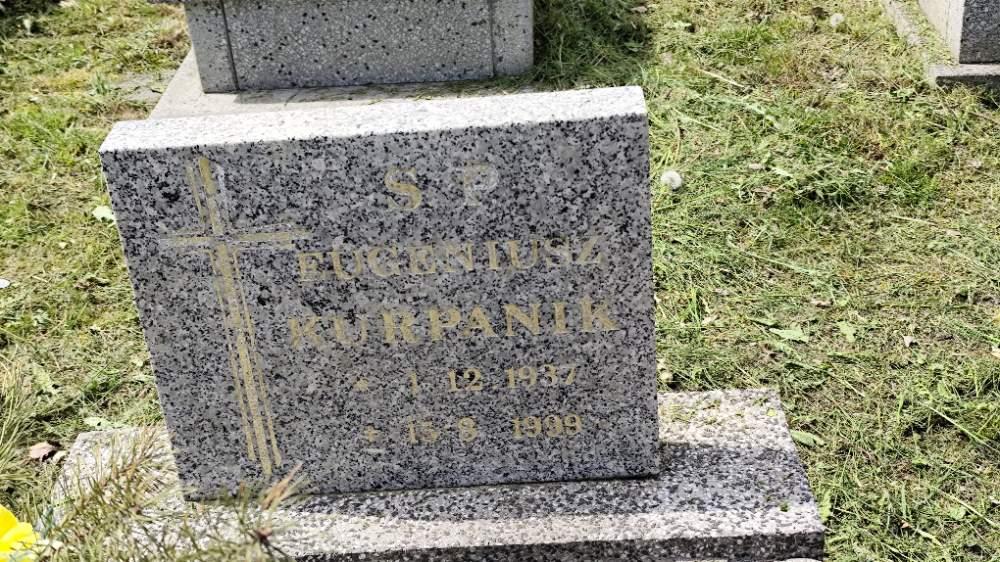 S P
EUGENIUSZ
KURPANIK
* 1 12 1937
+ 15 8 1999